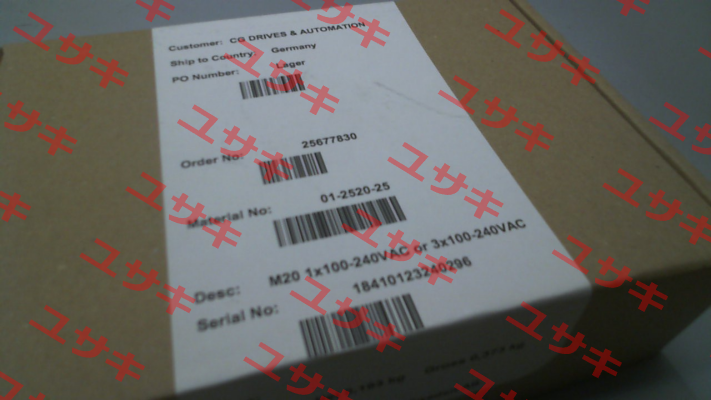 Customer: CG DRIVES & AUTOMATION
Ship to Country: Germany
PO Number: Lager
Order No: 25677830
Material No: 01-2520-25
Desc: M20 1x100-240VAC or 3x100-240VAC
Serial No: 18410123240296
ユサキ